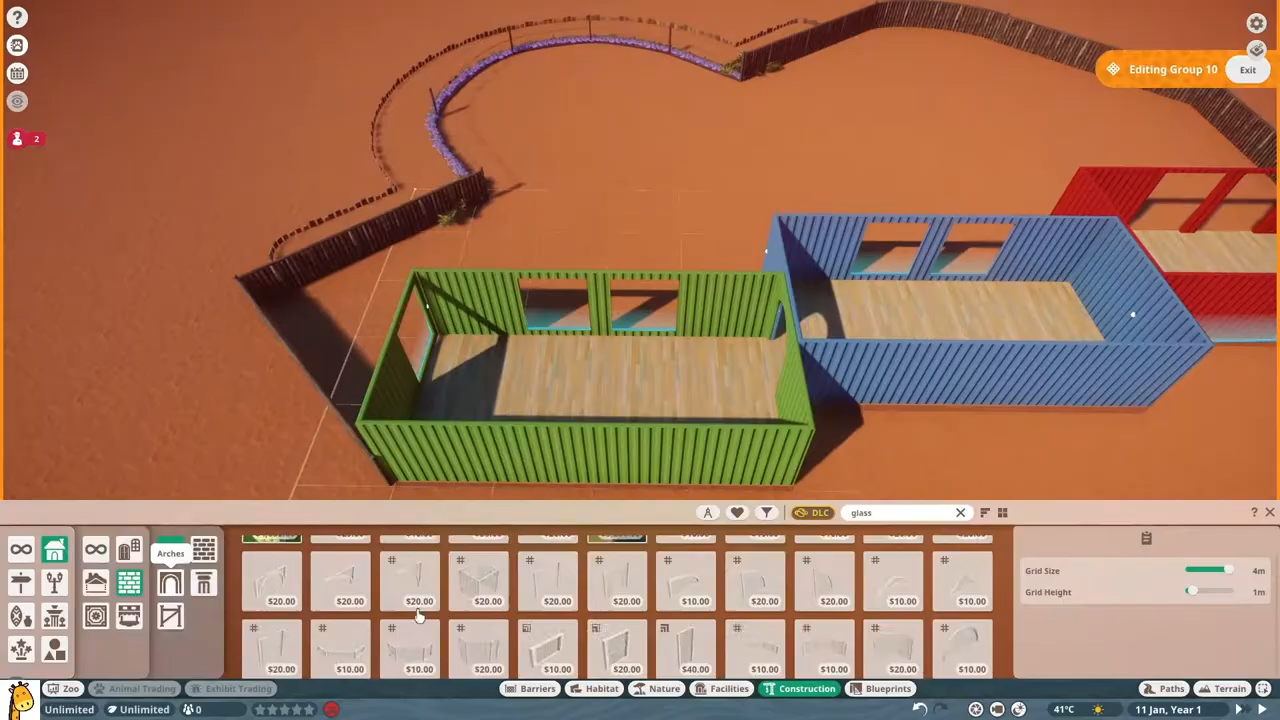 ?
Editing Group 10
Exit
2
DLC
glass
?
Arches
$20.00
$20.00
$20.00
$20.00
$20.00
$20.00
$10.00
$20.00
$20.00
$10.00
$20.00
$20.00
$10.00
$10.00
$20.00
$10.00
$20.00
$40.00
$10.00
$10.00
$20.00
$10.00
Grid Size
4m
Grid Height
1m
Zoo
Animal Trading
Exhibit Trading
Barriers
Habitat
Nature
Facilities
Construction
Blueprints
Paths
Terrain
Unlimited
Unlimited
0
41°C
11 Jan, Year 1